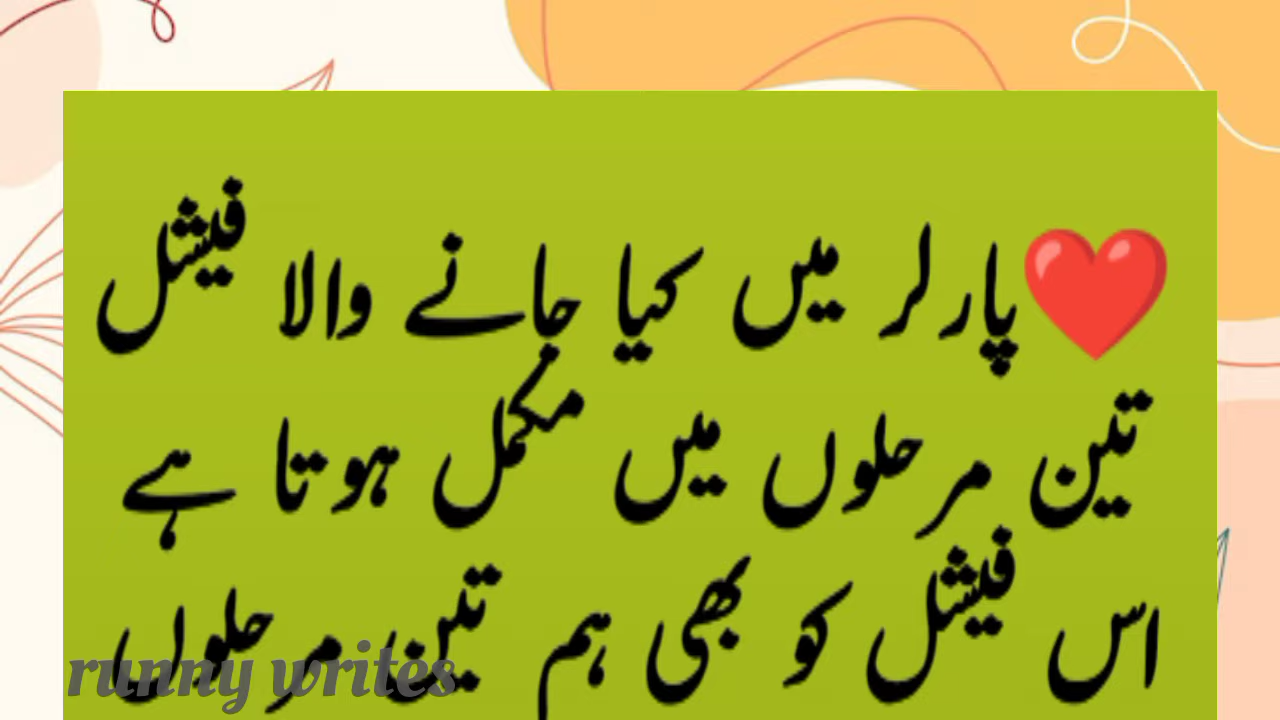 ❤️پارلر میں کیا جانے والا فیشل
تین مرحلوں میں مکمل ہوتا ہے
اس فیشل کو بھی ہم تین مرحلوں
runny writes